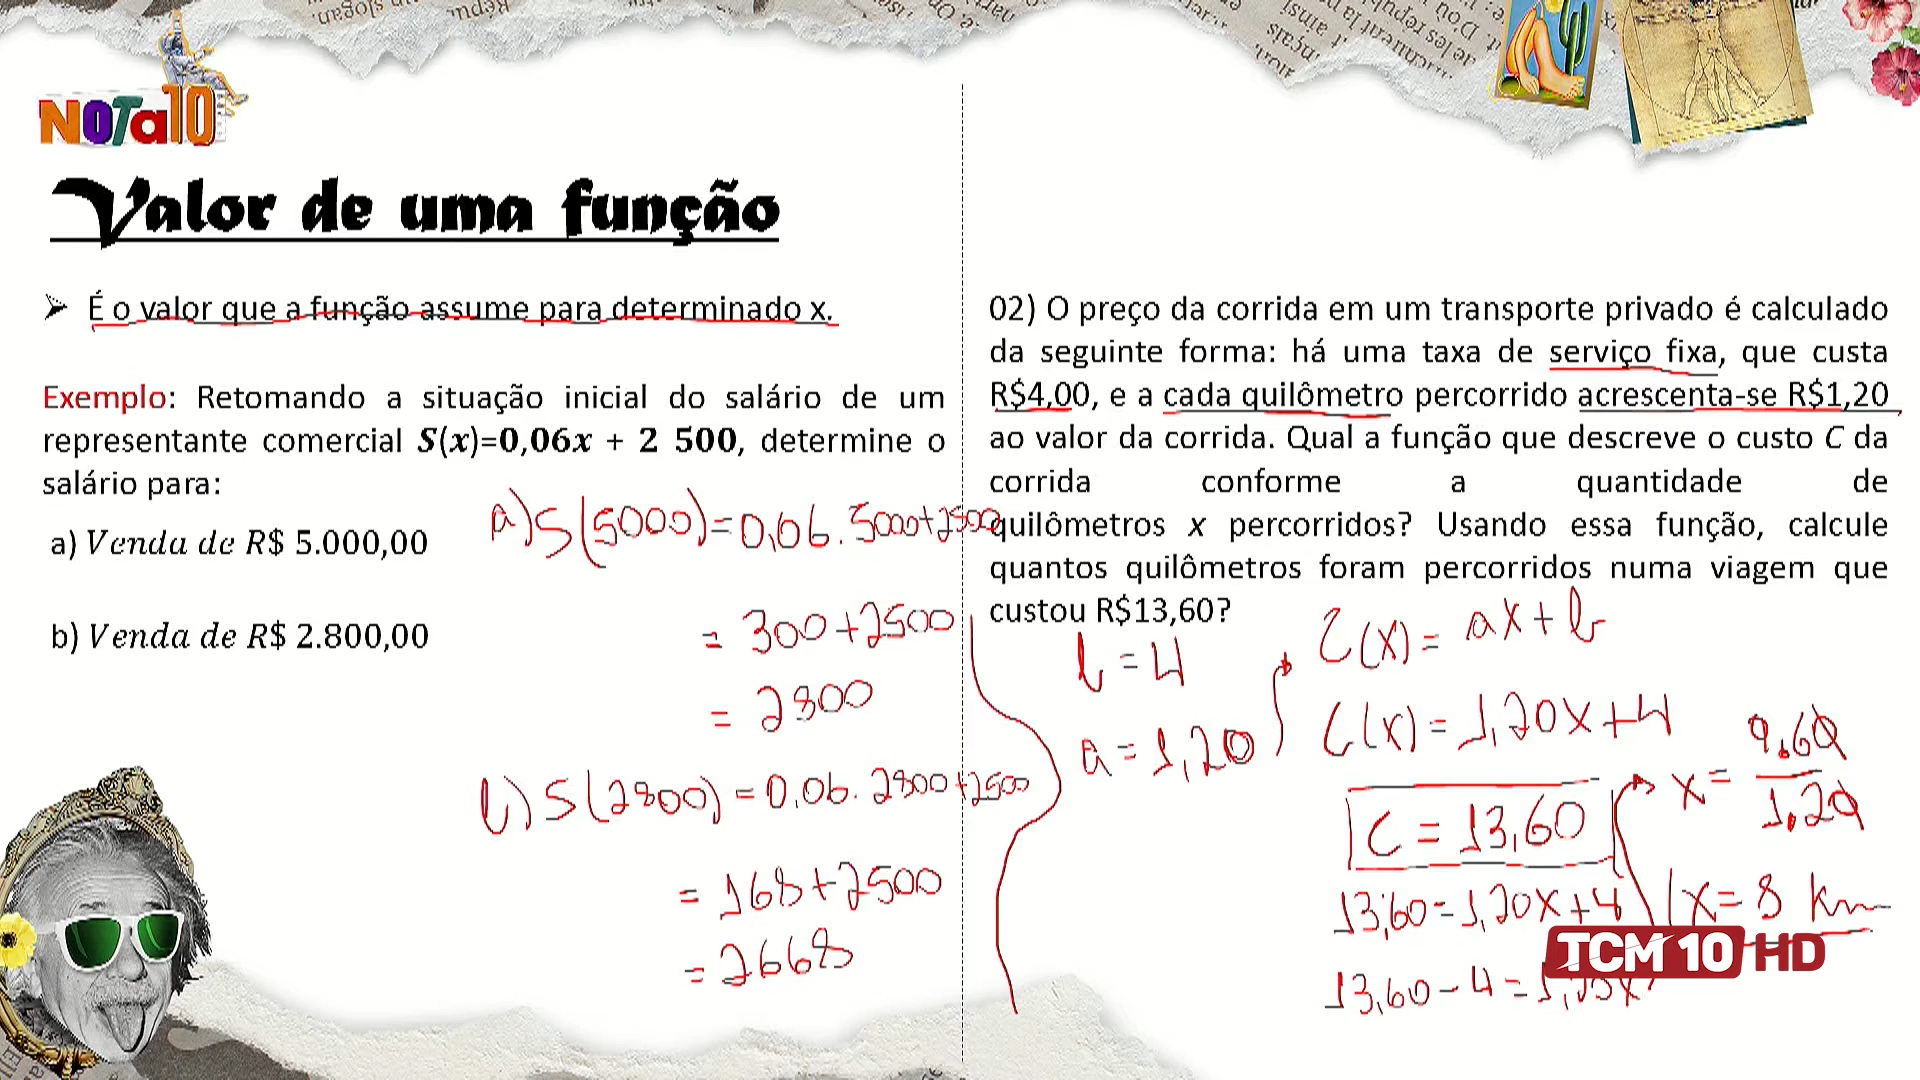 NOTa10
Valor de uma função
➢ É o valor que a função assume para determinado x.
Exemplo: Retomando a situação inicial do salário de um
representante comercial S(x)=0,06x + 2 500, determine o
salário para:
a) Venda de R$ 5.000,00
b) Venda de R$ 2.800,00
a) S(5000) = 0,06 . 5000+2500
= 300+2500
= 2800
b) S(2800) = 0,06 . 2800+2500
= 168+2500
= 2668
02) O preço da corrida em um transporte privado é calculado
da seguinte forma: há uma taxa de serviço fixa, que custa
R$4,00, e a cada quilômetro percorrido acrescenta-se R$1,20
ao valor da corrida. Qual a função que descreve o custo C da
corrida conforme a quantidade de
quilômetros x percorridos? Usando essa função, calcule
quantos quilômetros foram percorridos numa viagem que
custou R$13,60?
b = 4
a = 1,20
C(x) = ax+b
C(x) = 1,20x+4
C = 13,60
13,60=1,20x+4
13,60-4=1,20x
x = 9,60
1,20
x = 8 km
TCM 10 HD